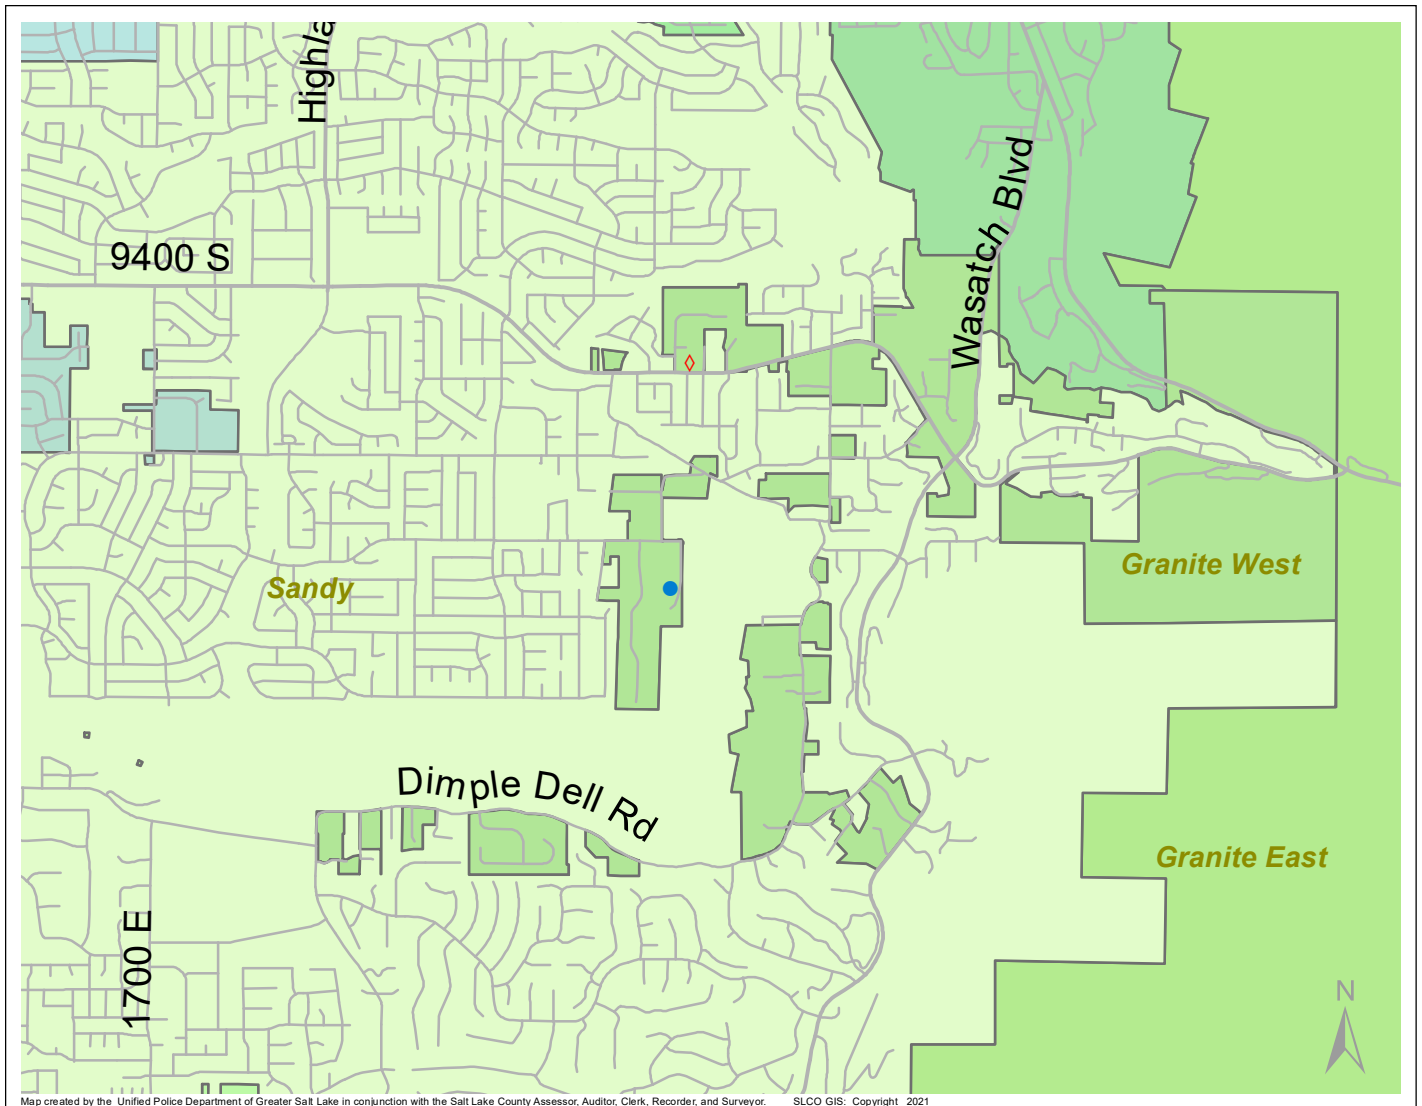 Highla
Wasatch Blvd
9400 S
Granite West
Sandy
Dimple Dell Rd
Granite East
1700 E
N
Map created by the Unified Police Department of Greater Salt Lake in conjunction with the Salt Lake County Assessor, Auditor, Clerk, Recorder, and Surveyor. SLCO GIS: Copyright 2021